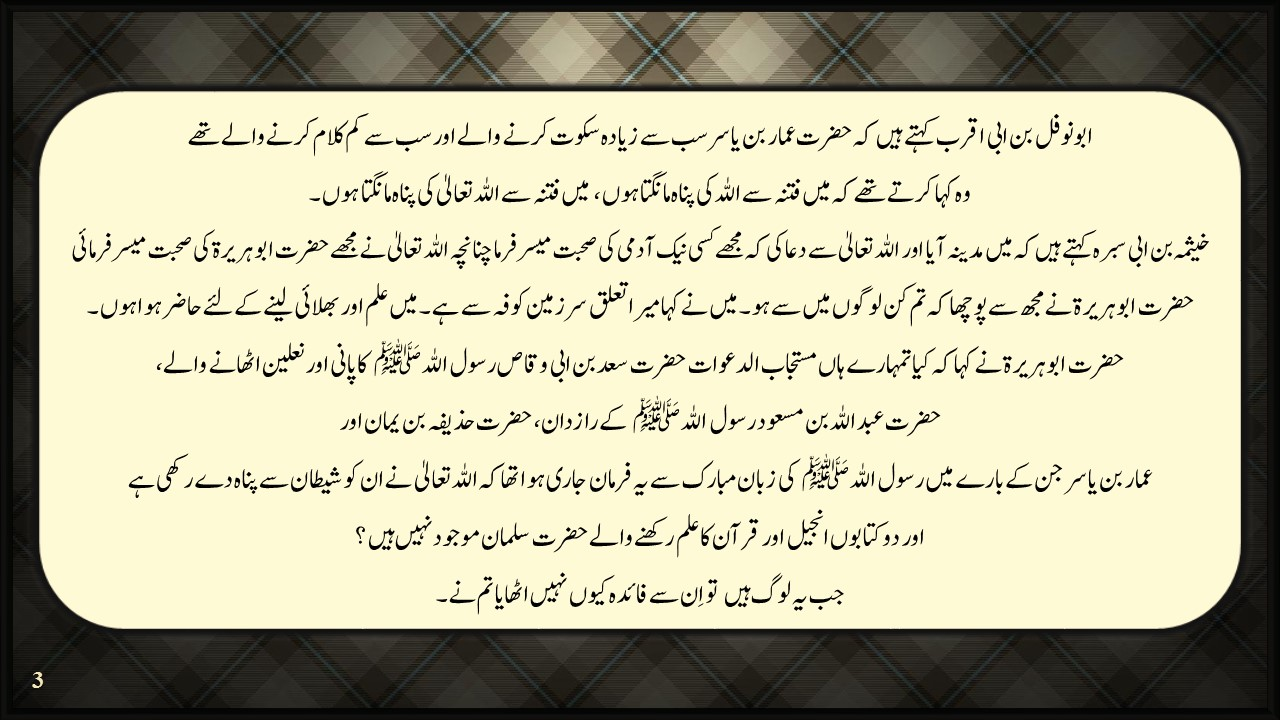 ابونوفل بن ابی اقرب کہتے ہیں کہ حضرت عمار بن یاسر سب سے زیادہ سکوت کرنے والے اور سب سے کم کلام کرنے والے تھے
وہ کہا کرتے تھے کہ میں فتنہ سے اللہ کی پناہ مانگتا ہوں، میں فتنہ سے اللہ تعالیٰ کی پناہ مانگتا ہوں۔
خیثمہ بن ابی سبرہ کہتے ہیں کہ میں مدینہ آیا اور اللہ تعالیٰ سے دعا کی کہ مجھے کسی نیک آدمی کی صحبت میسر فرما چنانچہ اللہ تعالیٰ نے مجھے حضرت ابوہریرۃ کی صحبت میسر فرمائی
حضرت ابوہریرۃ نے مجھ سے پوچھا کہ تم کن لوگوں میں سے ہو۔ میں نے کہا میرا تعلق سرزمین کوفہ سے ہے۔ میں علم اور بھلائی لینے کے لئے حاضر ہوا ہوں۔
حضرت ابوہریرۃ نے کہا کہ کیا تمہارے ہاں مستجاب الدعوات حضرت سعد بن ابی وقاص رسول اللہ ﷺ کا پانی اور نعلین اٹھانے والے،
حضرت عبداللہ بن مسعود رسول اللہ ﷺ کے رازدان، حضرت حذیفہ بن یمان اور
عمار بن یاسر جن کے بارے میں رسول اللہ ﷺ کی زبان مبارک سے یہ فرمان جاری ہوا تھا کہ اللہ تعالیٰ نے ان کو شیطان سے پناہ دے رکھی ہے
اور دو کتابوں انجیل اور قرآن کا علم رکھنے والے حضرت سلمان موجود نہیں ہیں؟
جب یہ لوگ ہیں تو اِن سے فائدہ کیوں نہیں اٹھایا تم نے۔
3